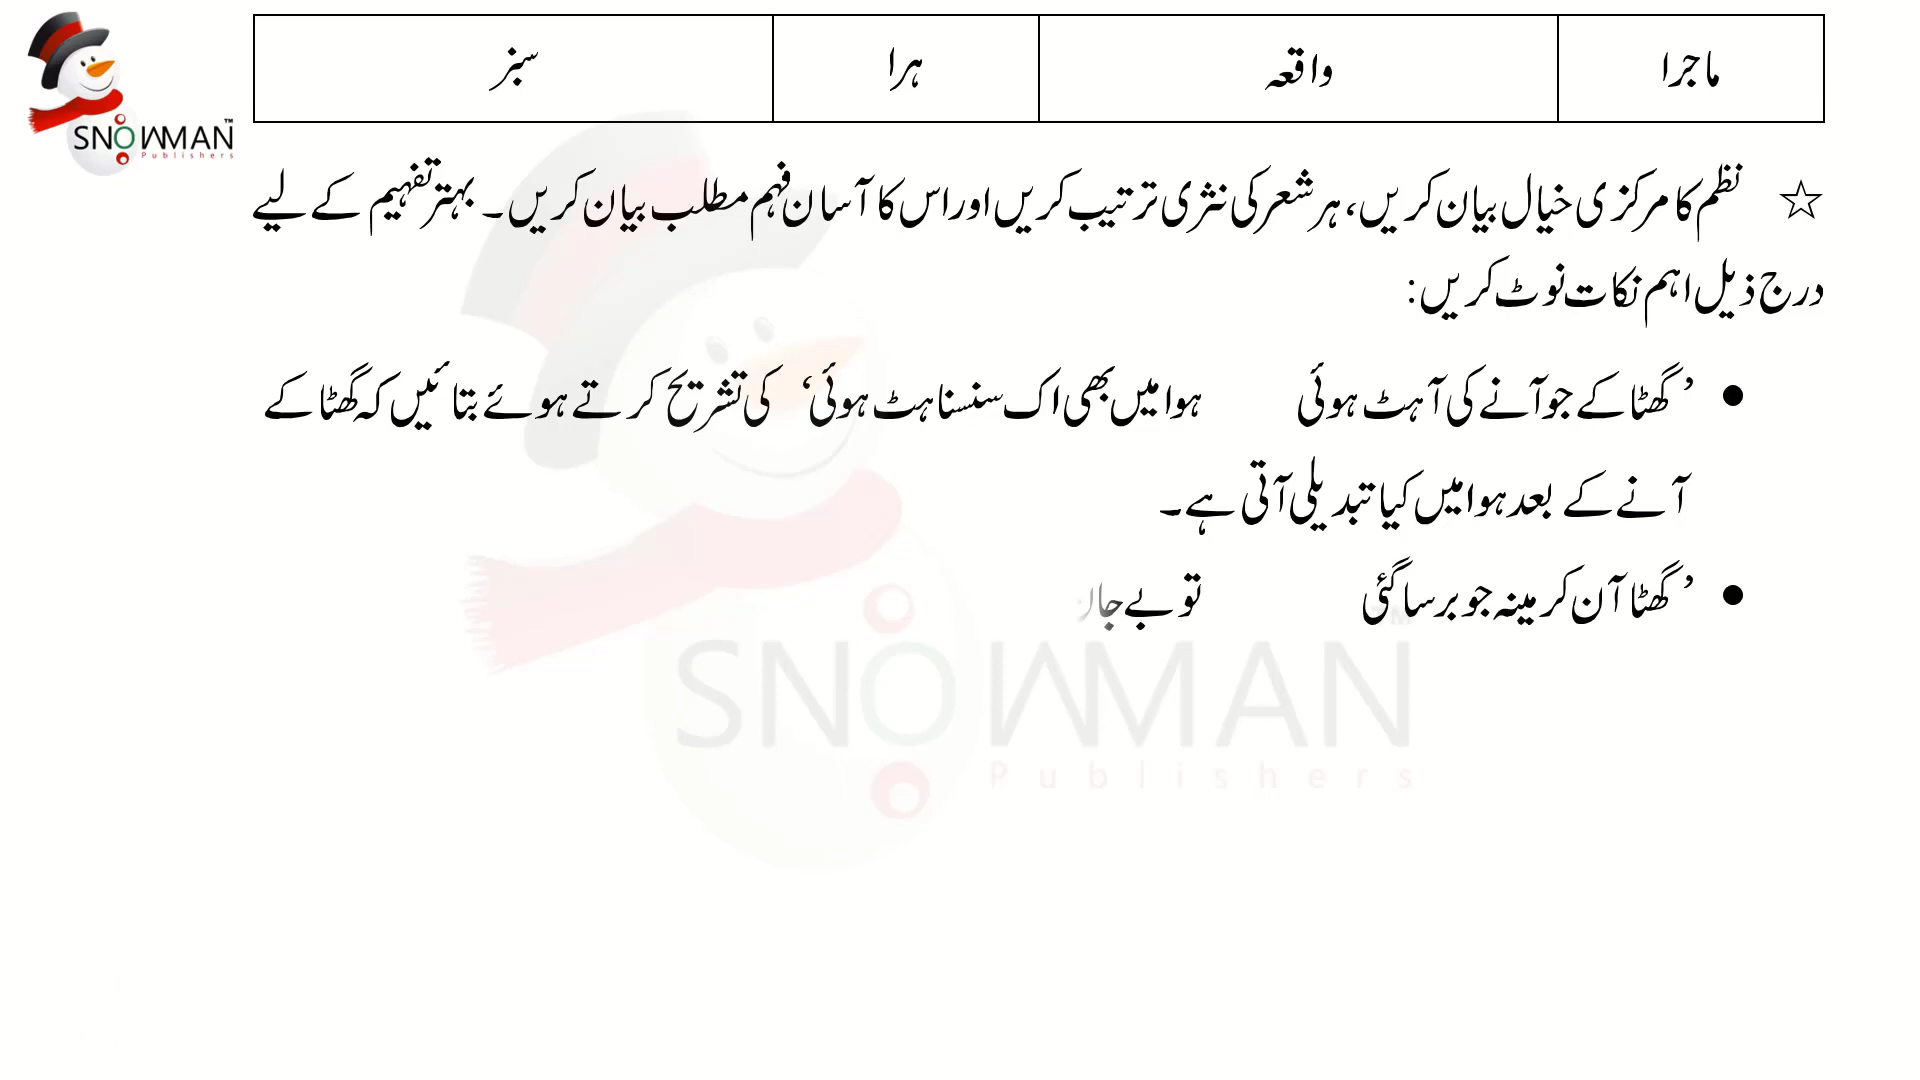 SNOWMAN™
Publishers
ماجرا واقعہ ہرا سبز
☆ نظم کا مرکزی خیال بیان کریں، ہر شعر کی نثری ترتیب کریں اور اس کا آسان فہم مطلب بیان کریں۔ بہتر تفہیم کے لیے
درج ذیل اہم نکات نوٹ کریں:
● ’گھٹا کے جو آنے کی آہٹ ہوئی ہوا میں بھی اک سنسناہٹ ہوئی‘ کی تشریح کرتے ہوئے بتائیں کہ گھٹا کے
آنے کے بعد ہوا میں کیا تبدیلی آتی ہے۔
● ’گھٹا آن کر مینہ جو برسا گئی تو بے
SNOWMAN™
Publishers